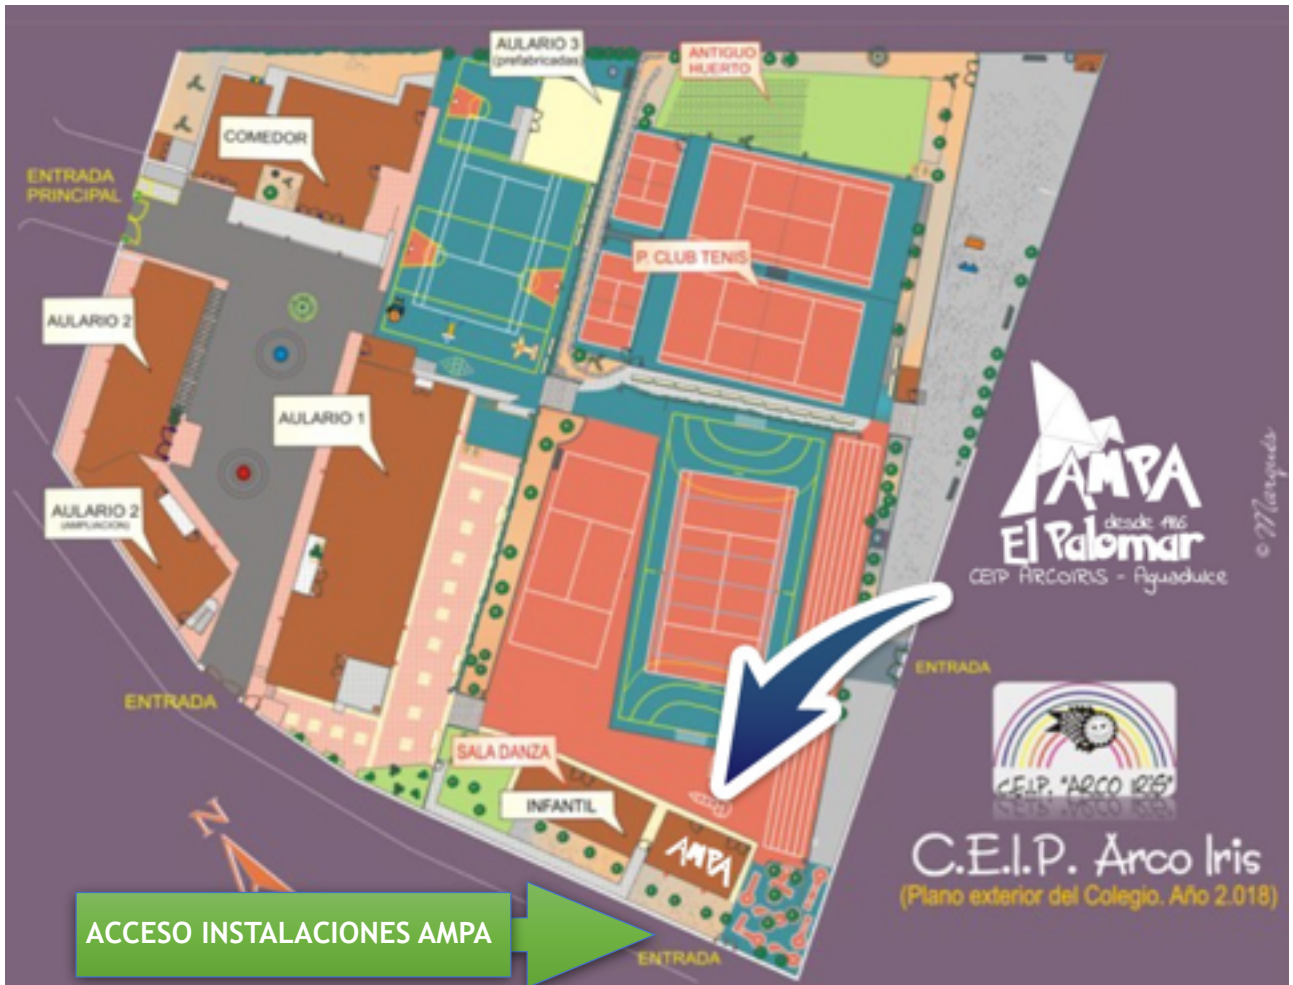 AULARIO 3
(prefabricadas)
ANTIGUO
HUERTO
COMEDOR
ENTRADA
PRINCIPAL
P. CLUB TENIS
AULARIO 2
AULARIO 1
AULARIO 2
(AMPLIACION)
AMPA
desde 1986
El Palomar
CEIP ARCOIRIS - Aguadulce
© Marqués
ENTRADA
ENTRADA
SALA DANZA
INFANTIL
AMPA
C.E.I.P. "ARCO IRIS"
C.E.I.P. Arco Iris
(Plano exterior del Colegio. Año 2.018)
N
ACCESO INSTALACIONES AMPA
ENTRADA